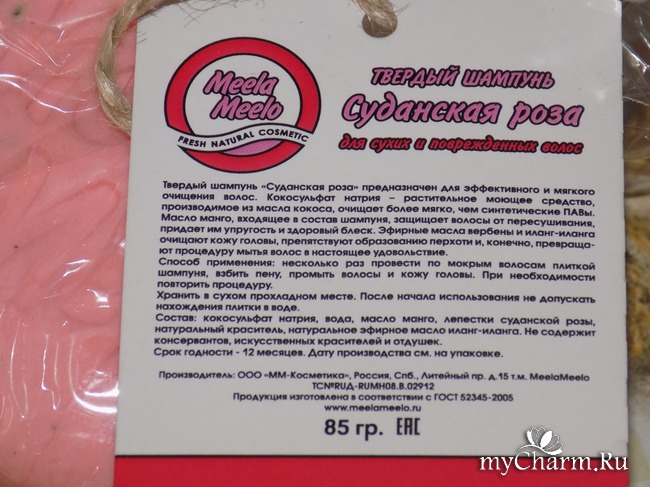 Meela
Meelo
FRESH NATURAL COSMETIC
ТВЕРДЫЙ ШАМПУНЬ
Суданская роза
для сухих и поврежденных волос
Твердый шампунь «Суданская роза» предназначен для эффективного и мягкого
очищения волос. Кокосульфат натрия – растительное моющее средство,
производимое из масла кокоса, очищает более мягко, чем синтетические ПАВы.
Масло манго, входящее в состав шампуня, защищает волосы от пересушивания,
придает им упругость и здоровый блеск. Эфирные масла вербены и иланг-иланга
очищают кожу головы, препятствуют образованию перхоти и, конечно, превраща-
ют процедуру мытья волос в настоящее удовольствие.
Способ применения: несколько раз провести по мокрым волосам плиткой
шампуня, взбить пену, промыть волосы и кожу головы. При необходимости
повторить процедуру.
Хранить в сухом прохладном месте. После начала использования не допускать
нахождения плитки в воде.
Состав: кокосульфат натрия, вода, масло манго, лепестки суданской розы,
натуральный краситель, натуральное эфирное масло иланг-иланга. Не содержит
консервантов, искусственных красителей и отдушек.
Срок годности - 12 месяцев. Дату производства см. на упаковке.
Производитель: ООО «ММ-Косметика», Россия, Спб., Литейный пр. д.15 т.м. MeelaMeelo
ТСN°RUД-RUMH08.B.02912
Продукция изготовлена в соответствии с ГОСТ 52345-2005
www.meelameelo.ru
85 гр. ЕАС
myCharm.Ru